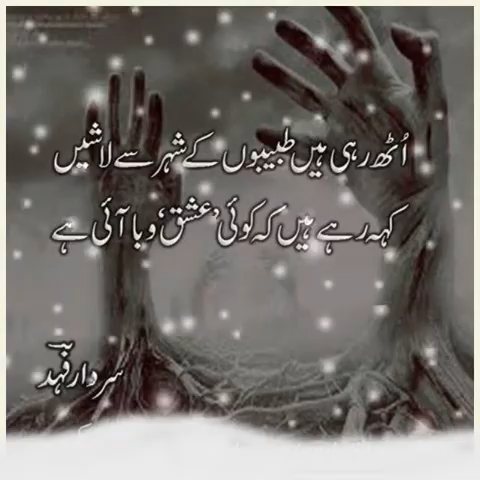 اُٹھ رہی ہیں طبیبوں کے شہر سے لاشیں
کہہ رہے ہیں کہ کوئی ’عشق‘ وبا آئی ہے
سردار فہد